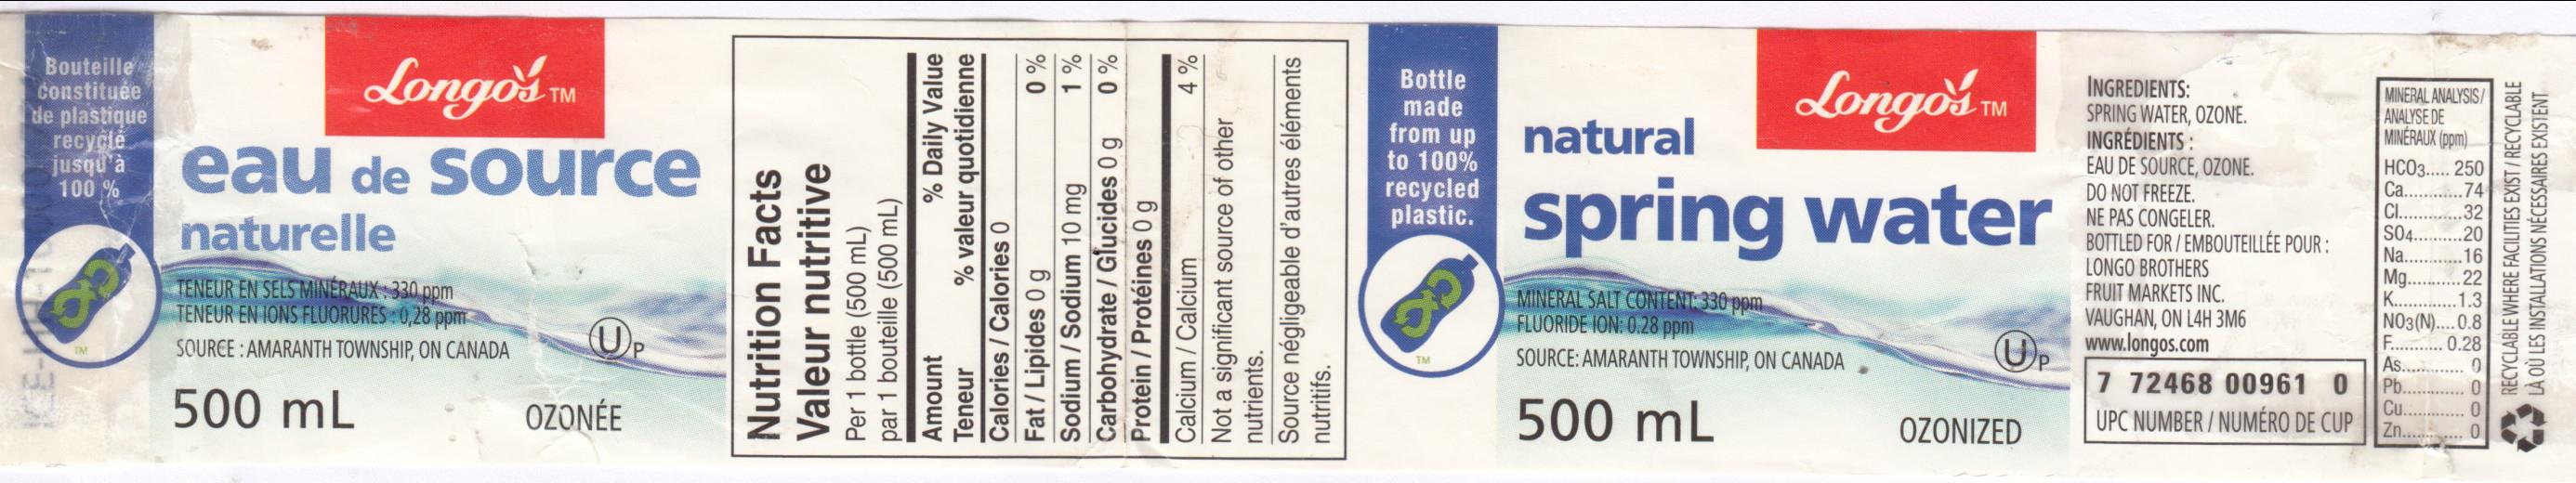 Bouteille
constituée
de plastique
recyclé
jusqu'à
100 %
TM
Longo's TM
eau de source
naturelle
TENEUR EN SELS MINÉRAUX : 330 ppm
TENEUR EN IONS FLUORURES : 0,28 ppm
SOURCE : AMARANTH TOWNSHIP, ON CANADA
U P
500 mL
OZONÉE
Nutrition Facts
Valeur nutritive
Per 1 bottle (500 mL)
par 1 bouteille (500 mL)
Amount % Daily Value
Teneur % valeur quotidienne
Calories / Calories 0
Fat / Lipides 0 g 0 %
Sodium / Sodium 10 mg 1 %
Carbohydrate / Glucides 0 g 0 %
Protein / Protéines 0 g
Calcium / Calcium 4 %
Not a significant source of other
nutrients.
Source négligeable d'autres éléments
nutritifs.
Bottle
made
from up
to 100%
recycled
plastic.
TM
Longo's TM
natural
spring water
MINERAL SALT CONTENT: 330 ppm
FLUORIDE ION: 0.28 ppm
SOURCE: AMARANTH TOWNSHIP, ON CANADA
U P
500 mL
OZONIZED
INGREDIENTS:
SPRING WATER, OZONE.
INGRÉDIENTS :
EAU DE SOURCE, OZONE.
DO NOT FREEZE.
NE PAS CONGELER.
BOTTLED FOR / EMBOUTEILLÉE POUR :
LONGO BROTHERS
FRUIT MARKETS INC.
VAUGHAN, ON L4H 3M6
www.longos.com
7 72468 00961 0
UPC NUMBER / NUMÉRO DE CUP
MINERAL ANALYSIS /
ANALYSE DE
MINÉRAUX (ppm)
HCO3..... 250
Ca............74
Cl.............32
SO4..........20
Na............16
Mg...........22
K.............1.3
NO3(N)....0.8
F........... 0.28
As............. 0
Pb............. 0
Cu............. 0
Zn............. 0
RECYCLABLE WHERE FACILITIES EXIST / RECYCLABLE
LÀ OÙ LES INSTALLATIONS NÉCESSAIRES EXISTENT